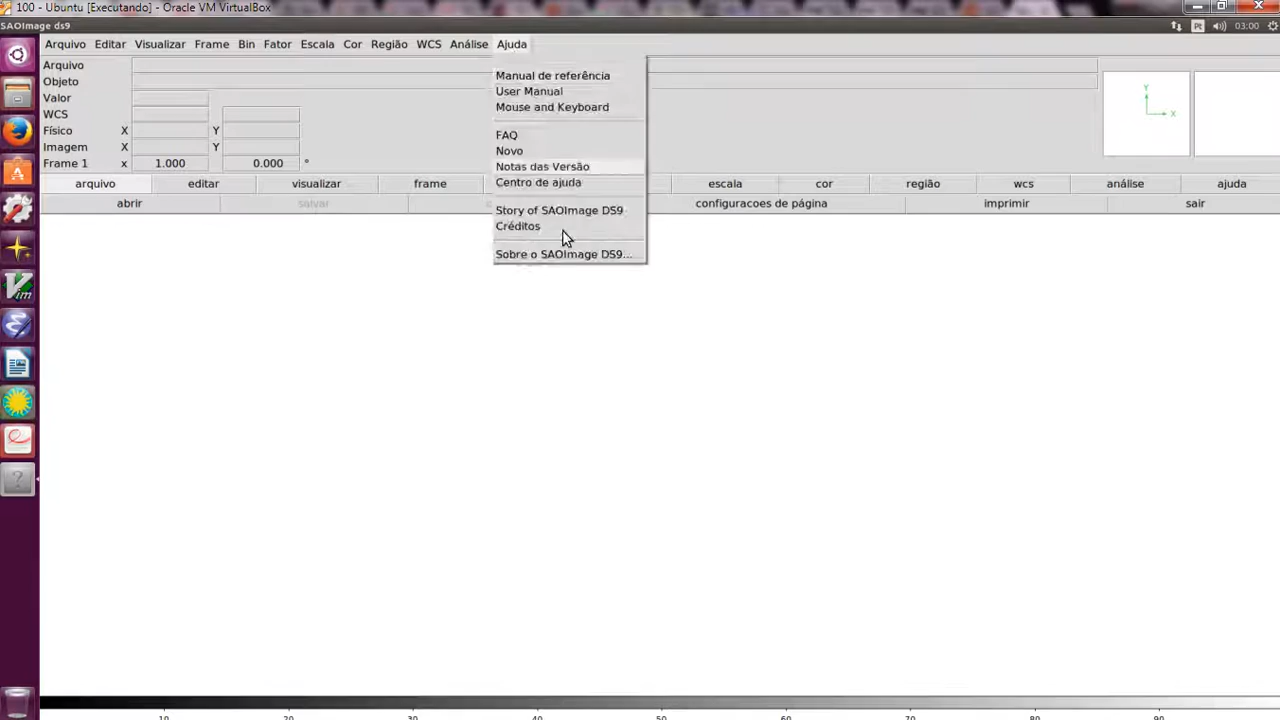 100 - Ubuntu [Executando] - Oracle VM VirtualBox
SAOImage ds9
Pt
03:00
Arquivo Editar Visualizar Frame Bin Fator Escala Cor Região WCS Análise Ajuda
Arquivo
Objeto
Valor
WCS
Físico X Y
Imagem X Y
Frame 1 x 1.000 0.000 °
Manual de referência
User Manual
Mouse and Keyboard
FAQ
Novo
Notas das Versão
Centro de ajuda
Story of SAOImage DS9
Créditos
Sobre o SAOImage DS9...
Y
X
arquivo editar visualizar frame escala cor região wcs análise ajuda
abrir salvar configuracoes de página imprimir sair
10 20 30 40 50 60 70 80 90